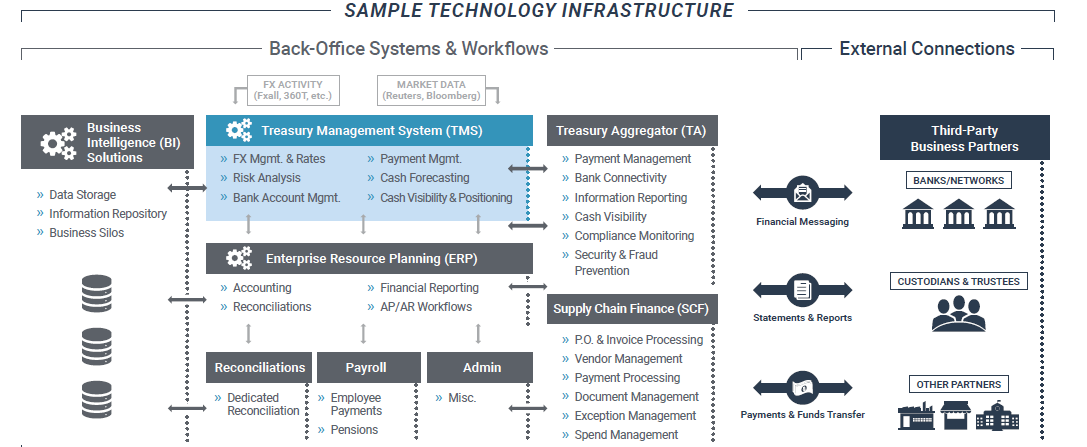 SAMPLE TECHNOLOGY INFRASTRUCTURE
Back-Office Systems & Workflows
External Connections
FX ACTIVITY
(Fxall, 360T, etc.)
MARKET DATA
(Reuters, Bloomberg)
Business
Intelligence (BI)
Solutions
» Data Storage
» Information Repository
» Business Silos
Treasury Management System (TMS)
» FX Mgmt. & Rates
» Risk Analysis
» Bank Account Mgmt.
» Payment Mgmt.
» Cash Forecasting
» Cash Visibility & Positioning
Enterprise Resource Planning (ERP)
» Accounting
» Reconciliations
» Financial Reporting
» AP/AR Workflows
Reconciliations
» Dedicated
Reconciliation
Payroll
» Employee
Payments
» Pensions
Admin
» Misc.
Treasury Aggregator (TA)
» Payment Management
» Bank Connectivity
» Information Reporting
» Cash Visibility
» Compliance Monitoring
» Security & Fraud
Prevention
Supply Chain Finance (SCF)
» P.O. & Invoice Processing
» Vendor Management
» Payment Processing
» Document Management
» Exception Management
» Spend Management
Financial Messaging
Statements & Reports
Payments & Funds Transfer
Third-Party
Business Partners
BANKS/NETWORKS
CUSTODIANS & TRUSTEES
OTHER PARTNERS